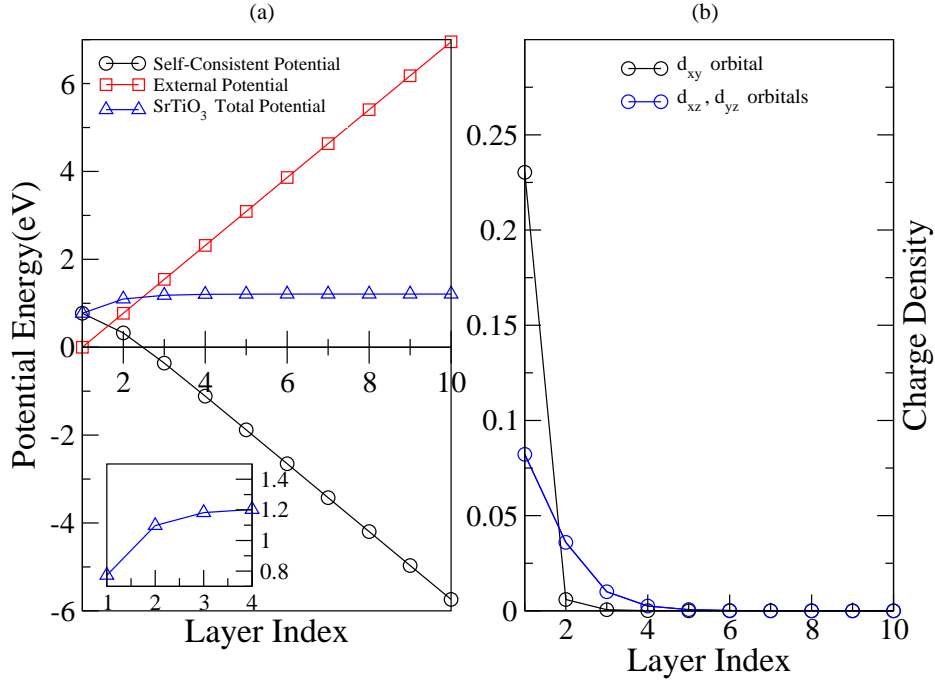 (a)
(b)
Self-Consistent Potential
External Potential
SrTiO3 Total Potential
6
4
2
0
-2
-4
-6
2
4
6
8
10
Potential Energy(eV)
1.4
1.2
1
0.8
1
2
3
4
Layer Index
dxy orbital
dxz, dyz orbitals
0.25
0.2
0.15
0.1
0.05
0
2
4
6
8
10
Layer Index
Charge Density